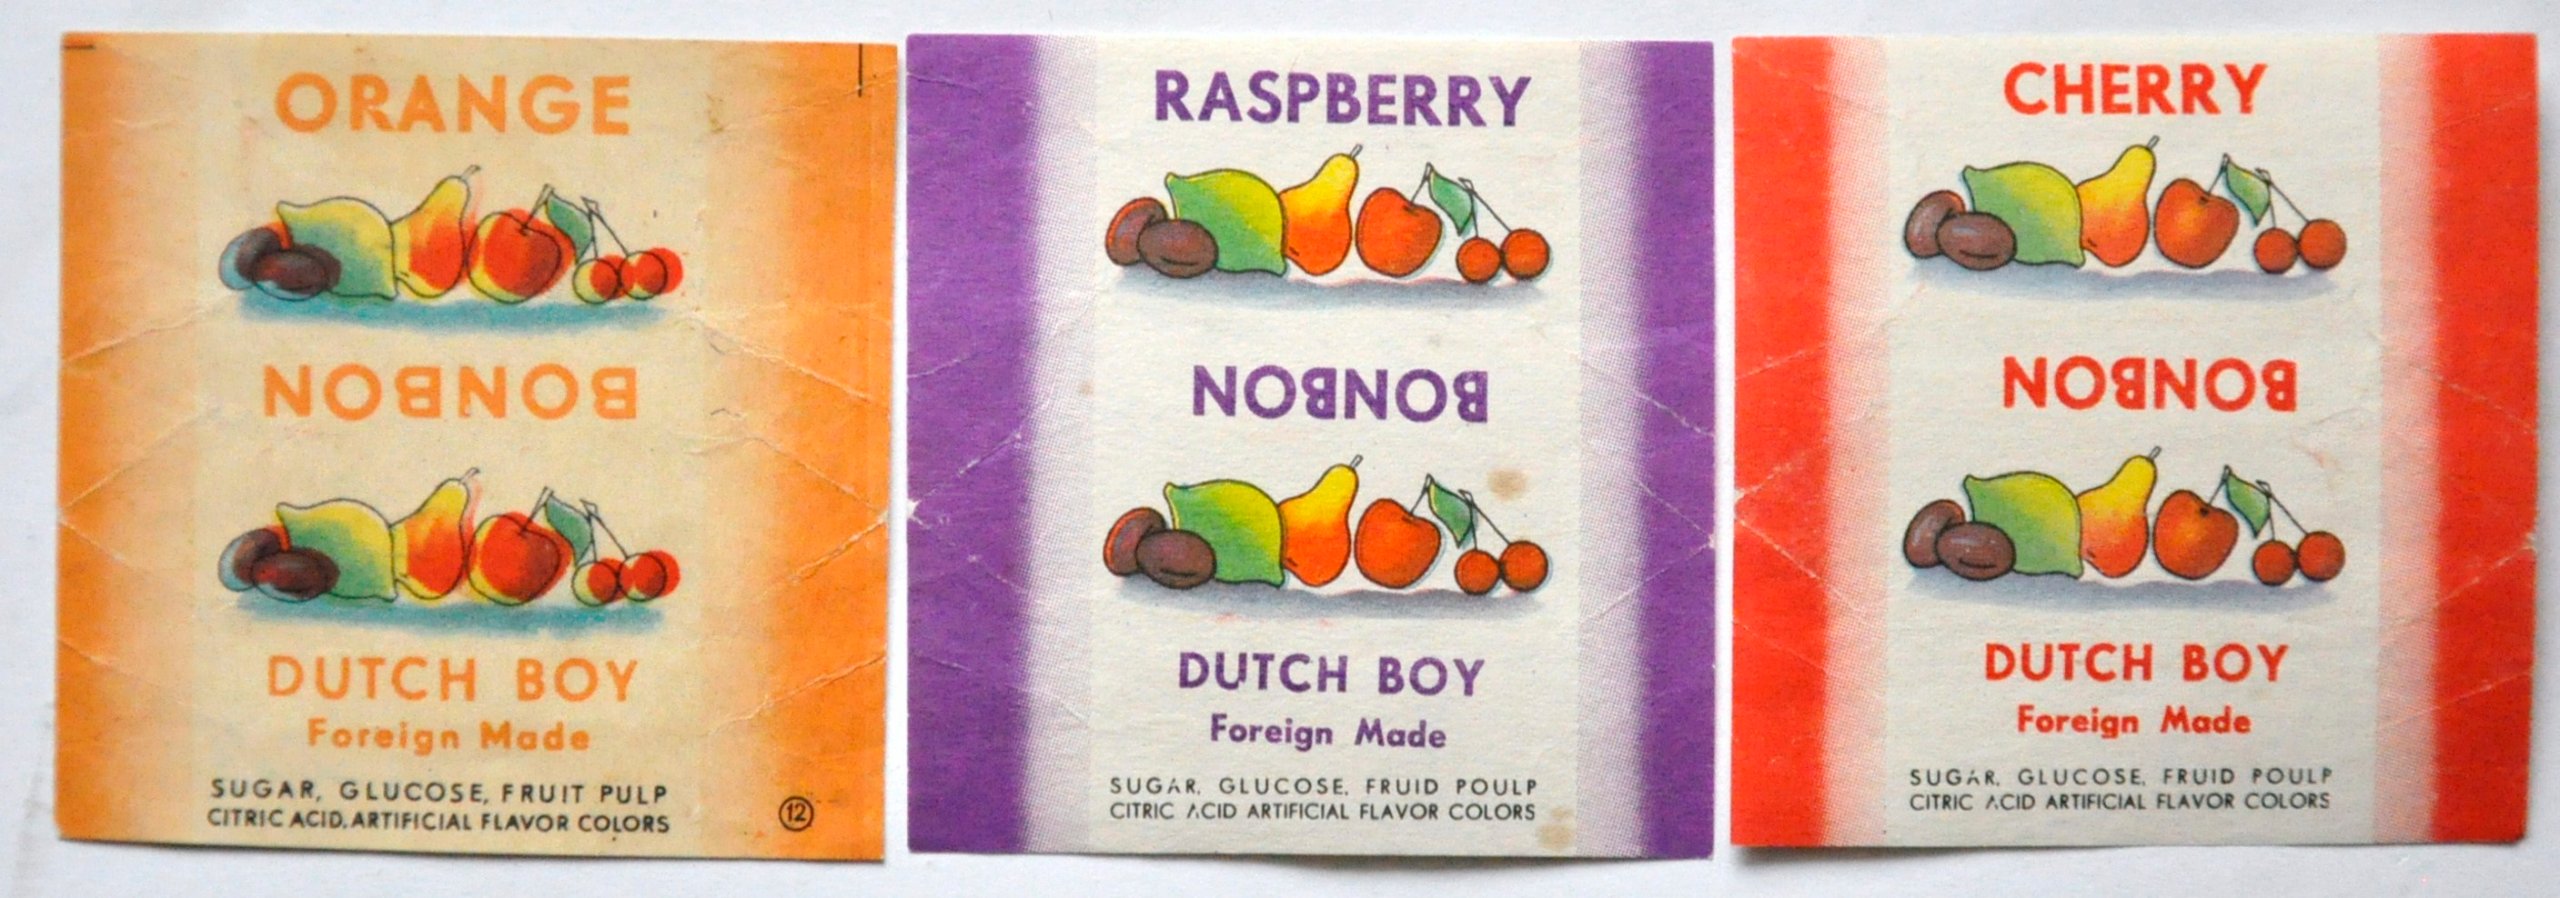 ORANGE
BONBON
DUTCH BOY
Foreign Made
SUGAR, GLUCOSE, FRUIT PULP
CITRIC ACID, ARTIFICIAL FLAVOR COLORS
12
RASPBERRY
BONBON
DUTCH BOY
Foreign Made
SUGAR, GLUCOSE, FRUID POULP
CITRIC ACID ARTIFICIAL FLAVOR COLORS
CHERRY
BONBON
DUTCH BOY
Foreign Made
SUGAR, GLUCOSE, FRUID POULP
CITRIC ACID ARTIFICIAL FLAVOR COLORS